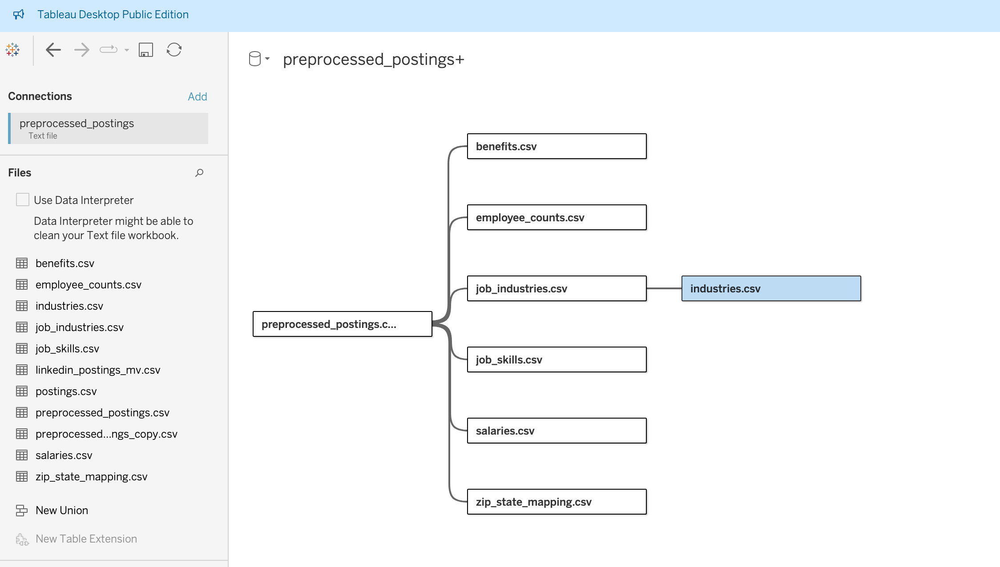 Tableau Desktop Public Edition
preprocessed_postings+
Connections
Add
preprocessed_postings
Text file
Files
Use Data Interpreter
Data Interpreter might be able to
clean your Text file workbook.
benefits.csv
employee_counts.csv
industries.csv
job_industries.csv
job_skills.csv
linkedin_postings_mv.csv
postings.csv
preprocessed_postings.csv
preprocessed...ngs_copy.csv
salaries.csv
zip_state_mapping.csv
New Union
New Table Extension
preprocessed_postings.c...
benefits.csv
employee_counts.csv
job_industries.csv
industries.csv
job_skills.csv
salaries.csv
zip_state_mapping.csv